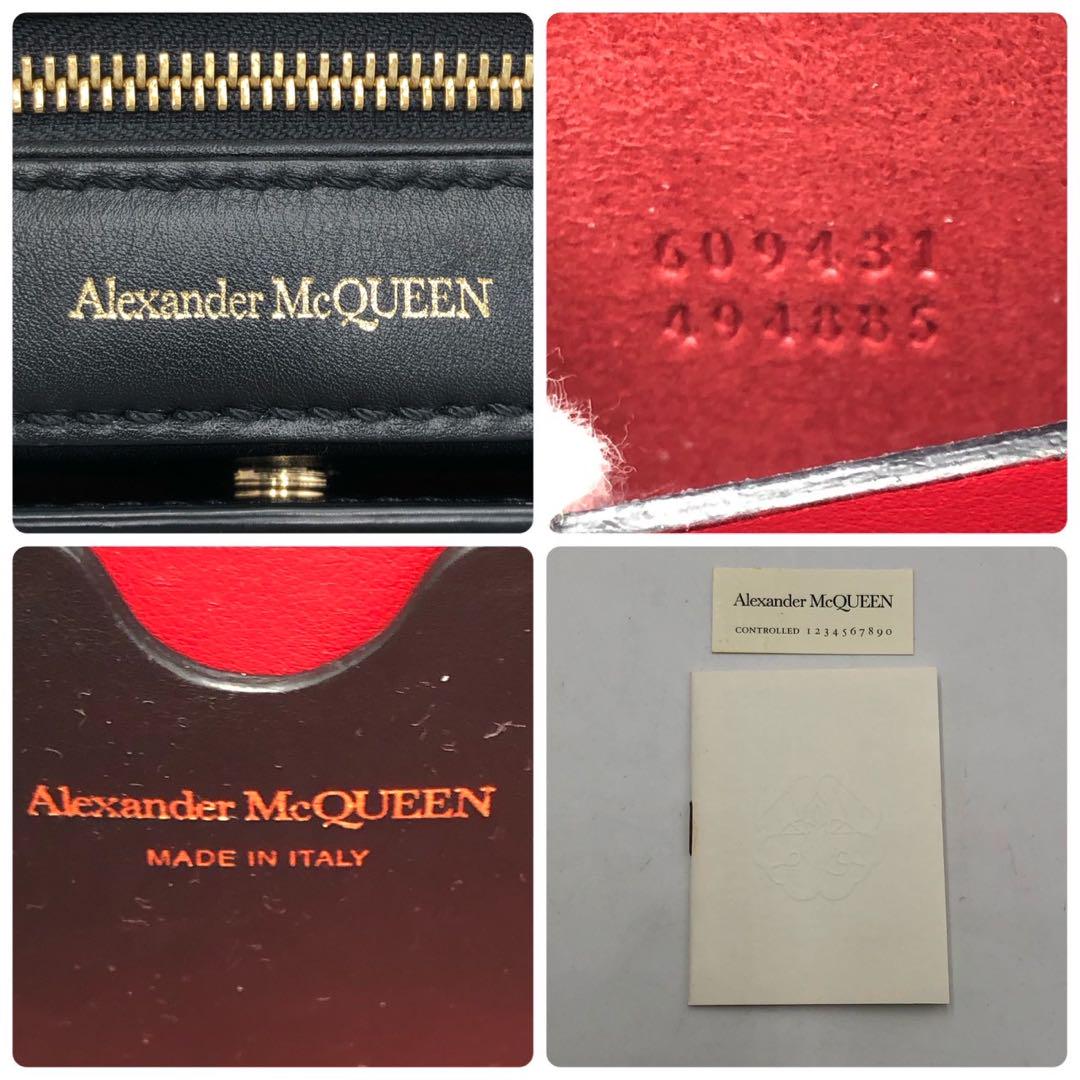 Alexander McQUEEN
609431
494885
Alexander McQUEEN
MADE IN ITALY
Alexander McQUEEN
CONTROLLED 1234567890